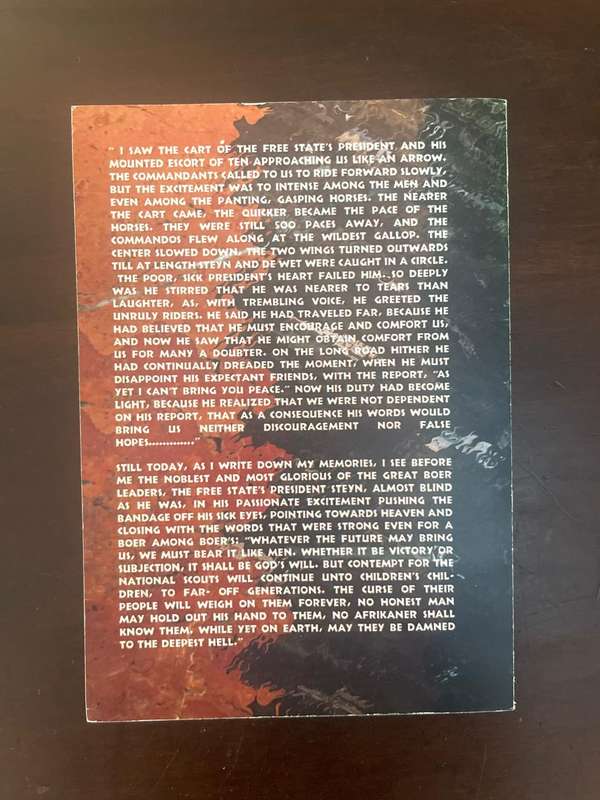 " I SAW THE CART OF THE FREE STATE'S PRESIDENT AND HIS
MOUNTED ESCORT OF TEN APPROACHING US LIKE AN ARROW.
THE COMMANDANTS CALLED TO US TO RIDE FORWARD SLOWLY,
BUT THE EXCITEMENT WAS TO INTENSE AMONG THE MEN AND
EVEN AMONG THE PANTING, GASPING HORSES. THE NEARER
THE CART CAME, THE QUICKER BECAME THE PACE OF THE
HORSES. THEY WERE STILL 500 PACES AWAY, AND THE
COMMANDOS FLEW ALONG AT THE WILDEST GALLOP. THE
CENTER SLOWED DOWN, THE TWO WINGS TURNED OUTWARDS
TILL AT LENGTH STEYN AND DE WET WERE CAUGHT IN A CIRCLE.
THE POOR, SICK PRESIDENT'S HEART FAILED HIM. SO DEEPLY
WAS HE STIRRED THAT HE WAS NEARER TO TEARS THAN
LAUGHTER, AS, WITH TREMBLING VOICE, HE GREETED THE
UNRULY RIDERS. HE SAID HE HAD TRAVELED FAR, BECAUSE HE
HAD BELIEVED THAT HE MUST ENCOURAGE AND COMFORT US,
AND NOW HE SAW THAT HE MIGHT OBTAIN COMFORT FROM
US FOR MANY A DOUBTER. ON THE LONG ROAD HITHER HE
HAD CONTINUALLY DREADED THE MOMENT, WHEN HE MUST
DISAPPOINT HIS EXPECTANT FRIENDS, WITH THE REPORT, "AS
YET I CAN'T BRING YOU PEACE." NOW HIS DUTY HAD BECOME
LIGHT, BECAUSE HE REALIZED THAT WE WERE NOT DEPENDENT
ON HIS REPORT, THAT AS A CONSEQUENCE HIS WORDS WOULD
BRING US NEITHER DISCOURAGEMENT NOR FALSE
HOPES............."
STILL TODAY, AS I WRITE DOWN MY MEMORIES, I SEE BEFORE
ME THE NOBLEST AND MOST GLORIOUS OF THE GREAT BOER
LEADERS, THE FREE STATE'S PRESIDENT STEYN, ALMOST BLIND
AS HE WAS, IN HIS PASSIONATE EXCITEMENT PUSHING THE
BANDAGE OFF HIS SICK EYES, POINTING TOWARDS HEAVEN AND
CLOSING WITH THE WORDS THAT WERE STRONG EVEN FOR A
BOER AMONG BOER'S: "WHATEVER THE FUTURE MAY BRING
US, WE MUST BEAR IT LIKE MEN. WHETHER IT BE VICTORY OR
SUBJECTION, IT SHALL BE GOD'S WILL. BUT CONTEMPT FOR THE
NATIONAL SCOUTS WILL CONTINUE UNTO CHILDREN'S CHIL-
DREN, TO FAR- OFF GENERATIONS. THE CURSE OF THEIR
PEOPLE WILL WEIGH ON THEM FOREVER, NO HONEST MAN
MAY HOLD OUT HIS HAND TO THEM, NO AFRIKANER SHALL
KNOW THEM, WHILE YET ON EARTH, MAY THEY BE DAMNED
TO THE DEEPEST HELL."